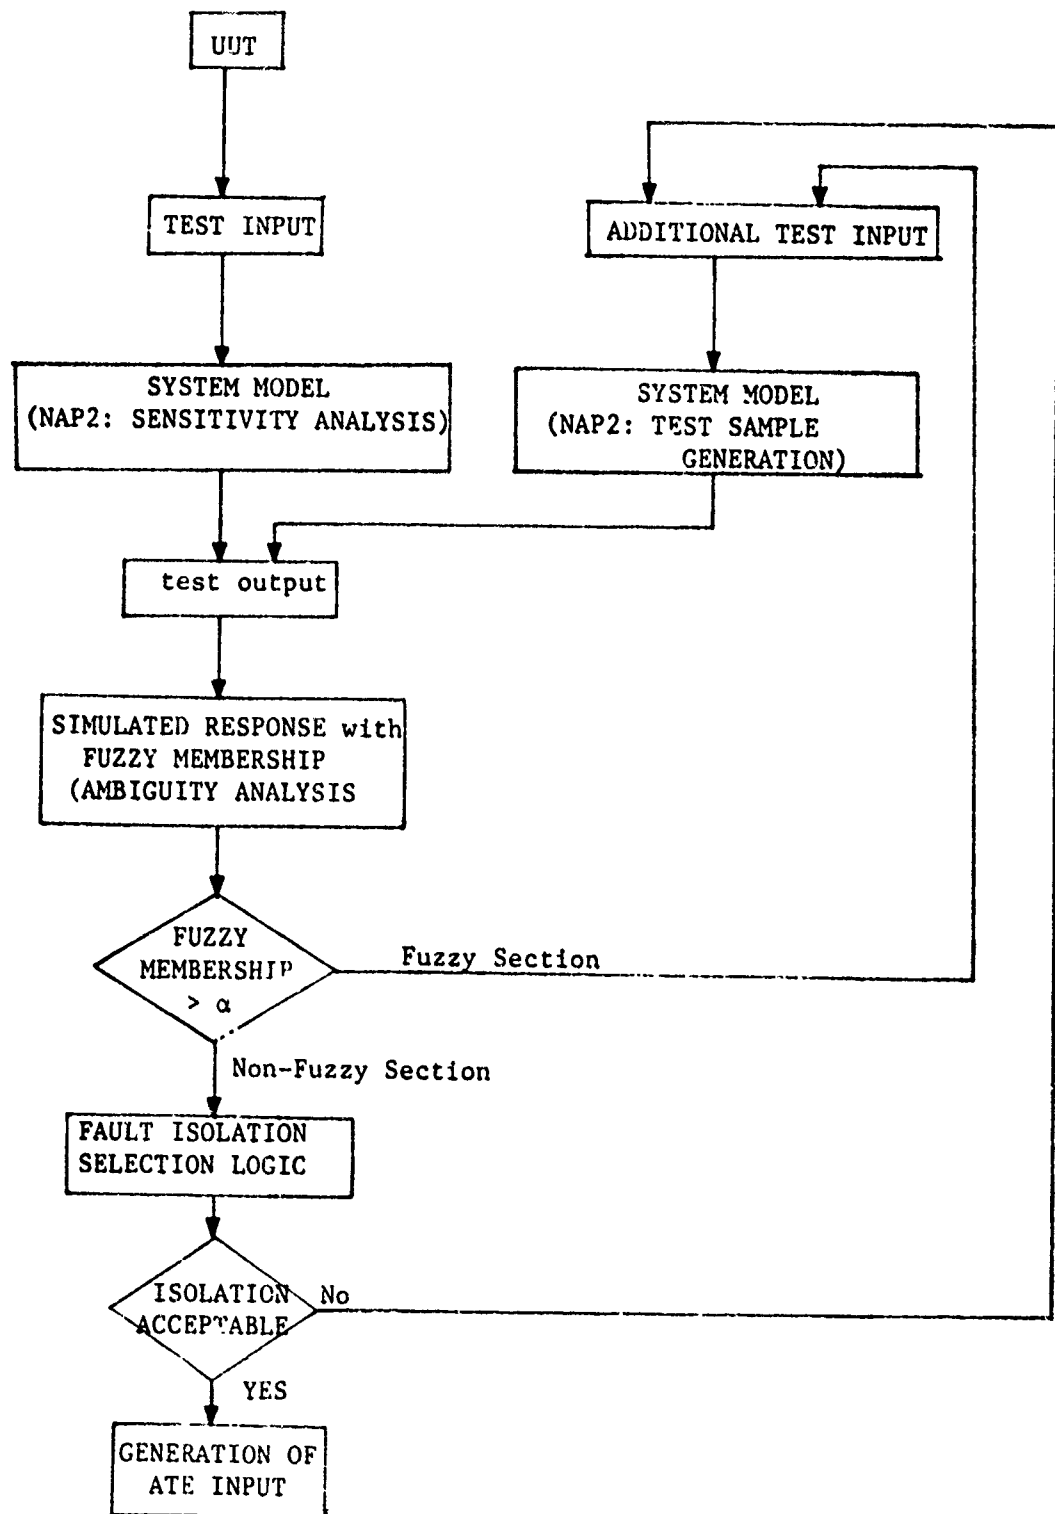 UUT
TEST INPUT
ADDITIONAL TEST INPUT
SYSTEM MODEL
(NAP2: SENSITIVITY ANALYSIS)
SYSTEM MODEL
(NAP2: TEST SAMPLE
GENERATION)
test output
SIMULATED RESPONSE with
FUZZY MEMBERSHIP
(AMBIGUITY ANALYSIS
FUZZY
MEMBERSHIP
> α
Fuzzy Section
Non-Fuzzy Section
FAULT ISOLATION
SELECTION LOGIC
ISOLATION
ACCEPTABLE
No
YES
GENERATION OF
ATE INPUT